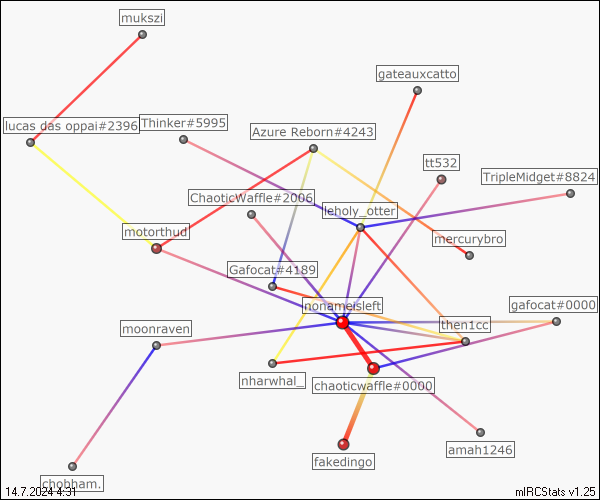 mukszi
gateauxcatto
lucas das oppai#2396
Thinker#5995
Azure Reborn#4243
tt532
TripleMidget#8824
ChaoticWaffle#2006
leholy_otter
motorthud
mercurybro
Gafocat#4189
nonameisleft
gafocat#0000
moonraven
then1cc
nharwhal_
chaoticwaffle#0000
amah1246
fakedingo
chobham.
14.7.2024 4:31
mIRCStats v1.25